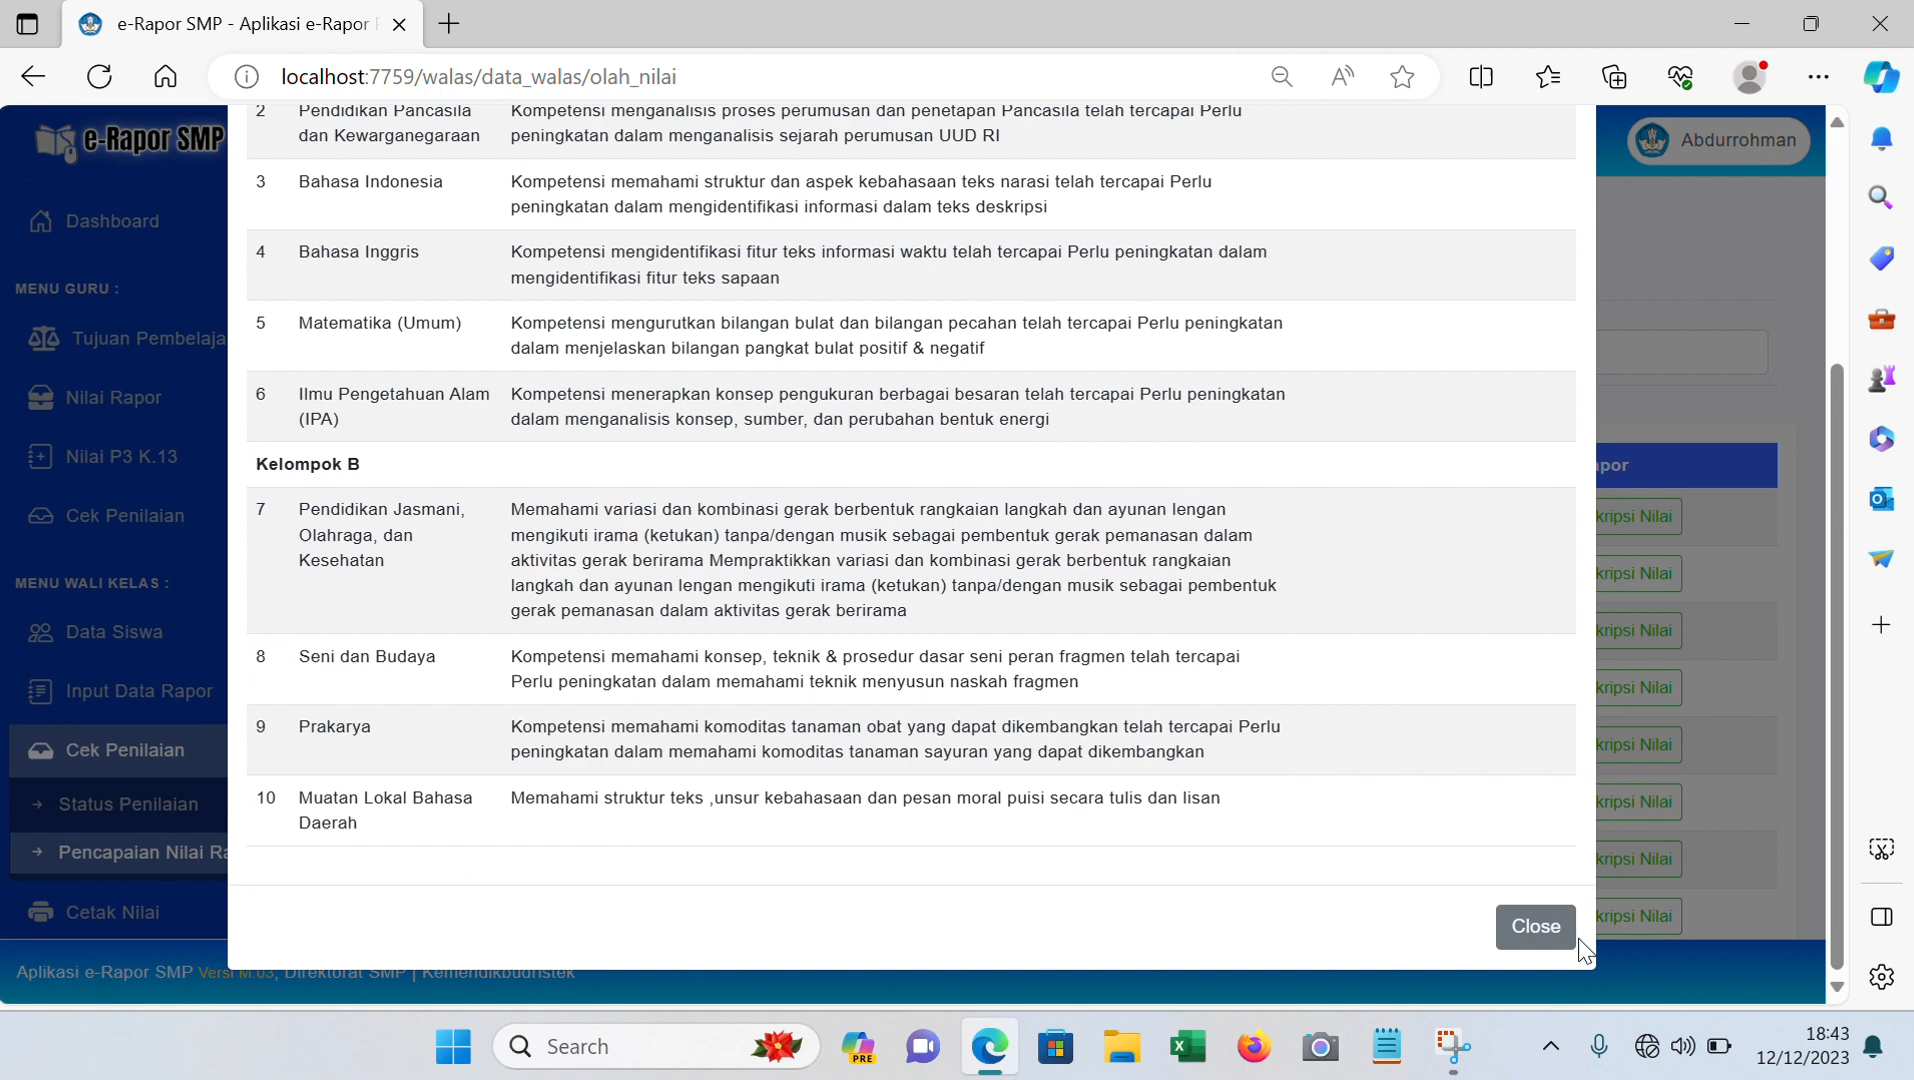 e-Rapor SMP - Aplikasi e-Rapor
localhost:7759/walas/data_walas/olah_nilai
e-Rapor SMP
Abdurrohman
Dashboard
MENU GURU :
Tujuan Pembelaja
Nilai Rapor
Nilai P3 K.13
Cek Penilaian
MENU WALI KELAS :
Data Siswa
Input Data Rapor
Cek Penilaian
Status Penilaian
Pencapaian Nilai Ra
Cetak Nilai
2 Pendidikan Pancasila Kompetensi menganalisis proses perumusan dan penetapan Pancasila telah tercapai Perlu
dan Kewarganegaraan peningkatan dalam menganalisis sejarah perumusan UUD RI
3 Bahasa Indonesia Kompetensi memahami struktur dan aspek kebahasaan teks narasi telah tercapai Perlu
peningkatan dalam mengidentifikasi informasi dalam teks deskripsi
4 Bahasa Inggris Kompetensi mengidentifikasi fitur teks informasi waktu telah tercapai Perlu peningkatan dalam
mengidentifikasi fitur teks sapaan
5 Matematika (Umum) Kompetensi mengurutkan bilangan bulat dan bilangan pecahan telah tercapai Perlu peningkatan
dalam menjelaskan bilangan pangkat bulat positif & negatif
6 Ilmu Pengetahuan Alam Kompetensi menerapkan konsep pengukuran berbagai besaran telah tercapai Perlu peningkatan
(IPA) dalam menganalisis konsep, sumber, dan perubahan bentuk energi
Kelompok B
7 Pendidikan Jasmani, Memahami variasi dan kombinasi gerak berbentuk rangkaian langkah dan ayunan lengan
Olahraga, dan mengikuti irama (ketukan) tanpa/dengan musik sebagai pembentuk gerak pemanasan dalam
Kesehatan aktivitas gerak berirama Mempraktikkan variasi dan kombinasi gerak berbentuk rangkaian
langkah dan ayunan lengan mengikuti irama (ketukan) tanpa/dengan musik sebagai pembentuk
gerak pemanasan dalam aktivitas gerak berirama
8 Seni dan Budaya Kompetensi memahami konsep, teknik & prosedur dasar seni peran fragmen telah tercapai
Perlu peningkatan dalam memahami teknik menyusun naskah fragmen
9 Prakarya Kompetensi memahami komoditas tanaman obat yang dapat dikembangkan telah tercapai Perlu
peningkatan dalam memahami komoditas tanaman sayuran yang dapat dikembangkan
10 Muatan Lokal Bahasa Memahami struktur teks ,unsur kebahasaan dan pesan moral puisi secara tulis dan lisan
Daerah
Close
apor
kripsi Nilai
kripsi Nilai
kripsi Nilai
kripsi Nilai
kripsi Nilai
kripsi Nilai
kripsi Nilai
kripsi Nilai
Aplikasi e-Rapor SMP Versi M.03, Direktorat SMP | Kemendikbudristek
Search
PRE
18:43
12/12/2023